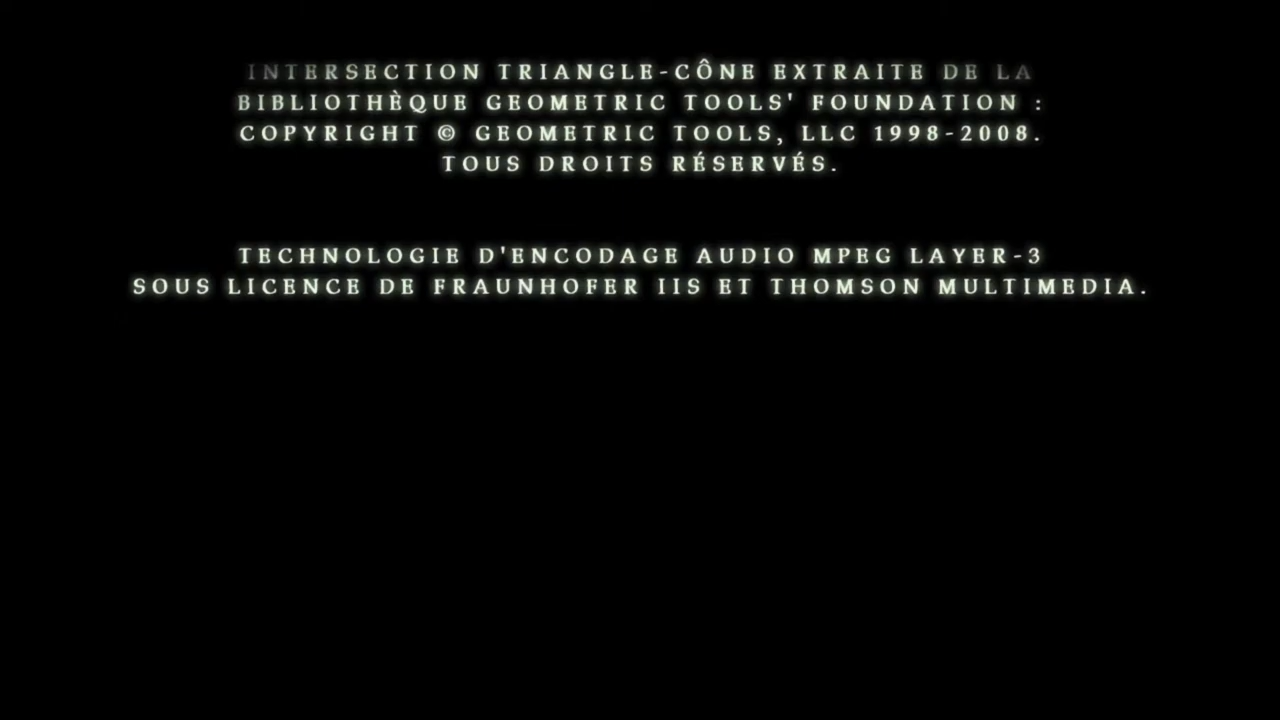 INTERSECTION TRIANGLE-CÔNE EXTRAITE DE LA
BIBLIOTHÈQUE GEOMETRIC TOOLS' FOUNDATION :
COPYRIGHT © GEOMETRIC TOOLS, LLC 1998-2008.
TOUS DROITS RÉSERVÉS.
TECHNOLOGIE D'ENCODAGE AUDIO MPEG LAYER-3
SOUS LICENCE DE FRAUNHOFER IIS ET THOMSON MULTIMEDIA.